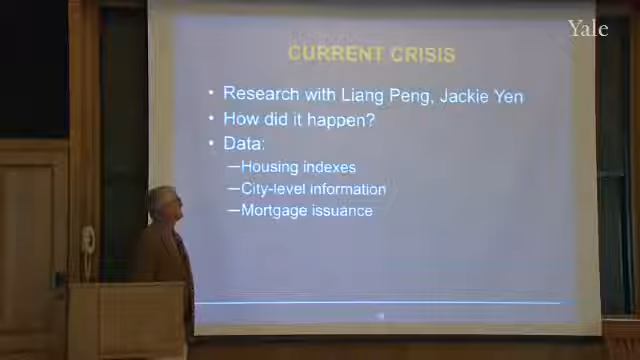 Yale
CURRENT CRISIS
• Research with Liang Peng, Jackie Yen
• How did it happen?
• Data:
–Housing indexes
–City-level information
–Mortgage issuance